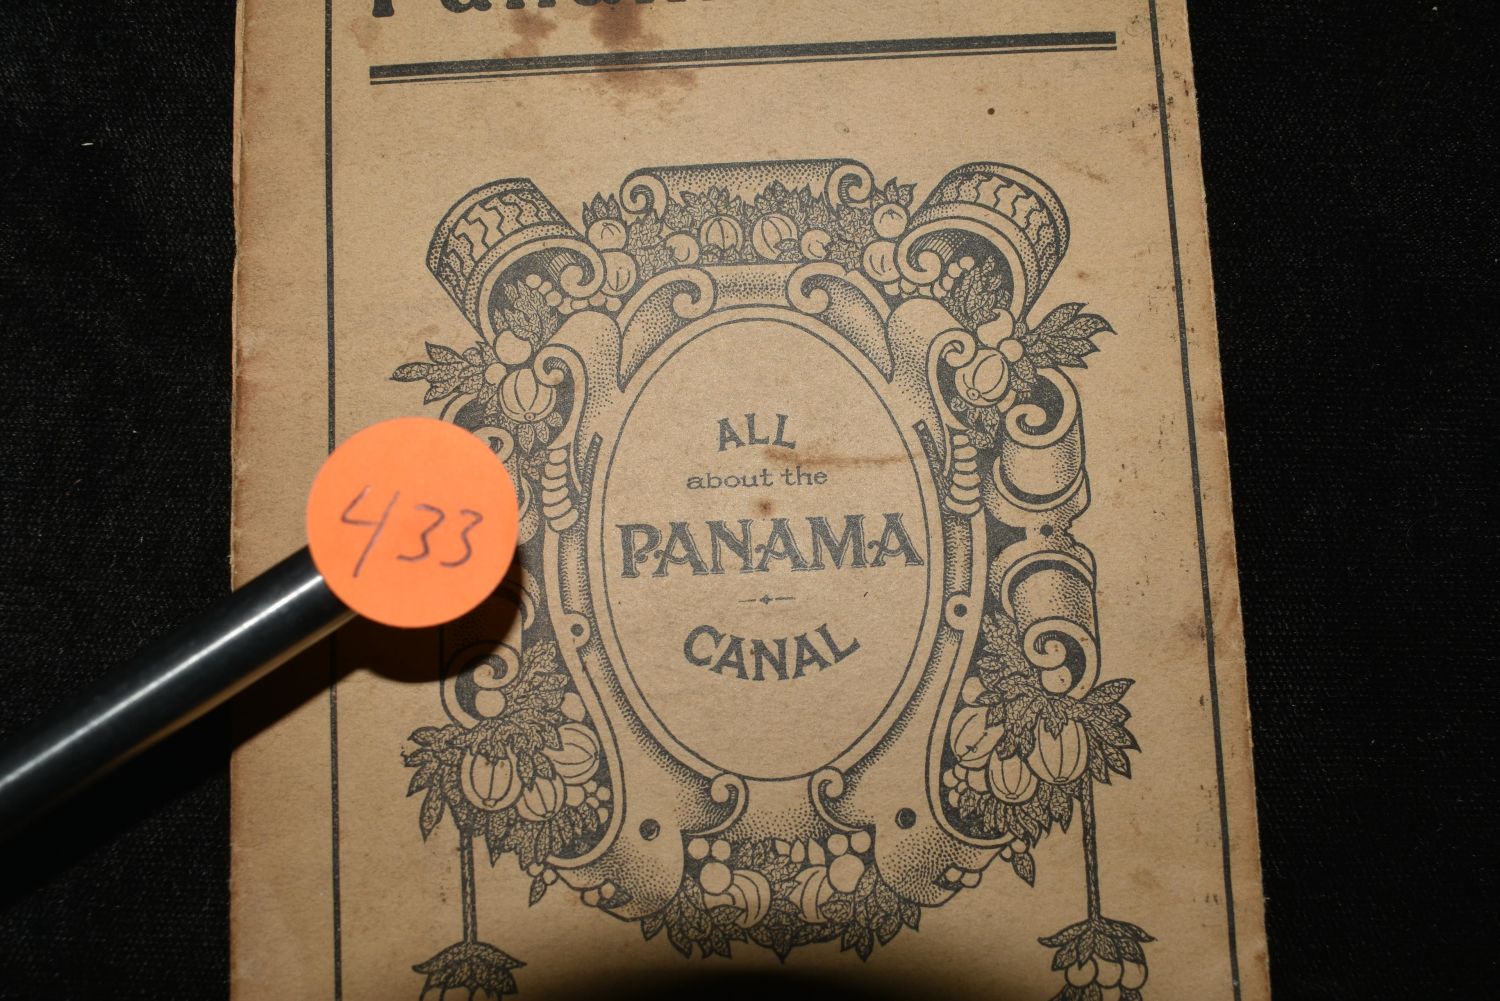 ALL
about the
PANAMA
CANAL
433